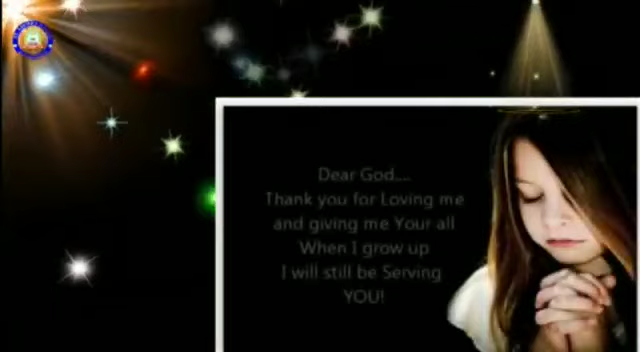 Dear God....
Thank you for Loving me
and giving me Your all
When I grow up
I will still be Serving
YOU!